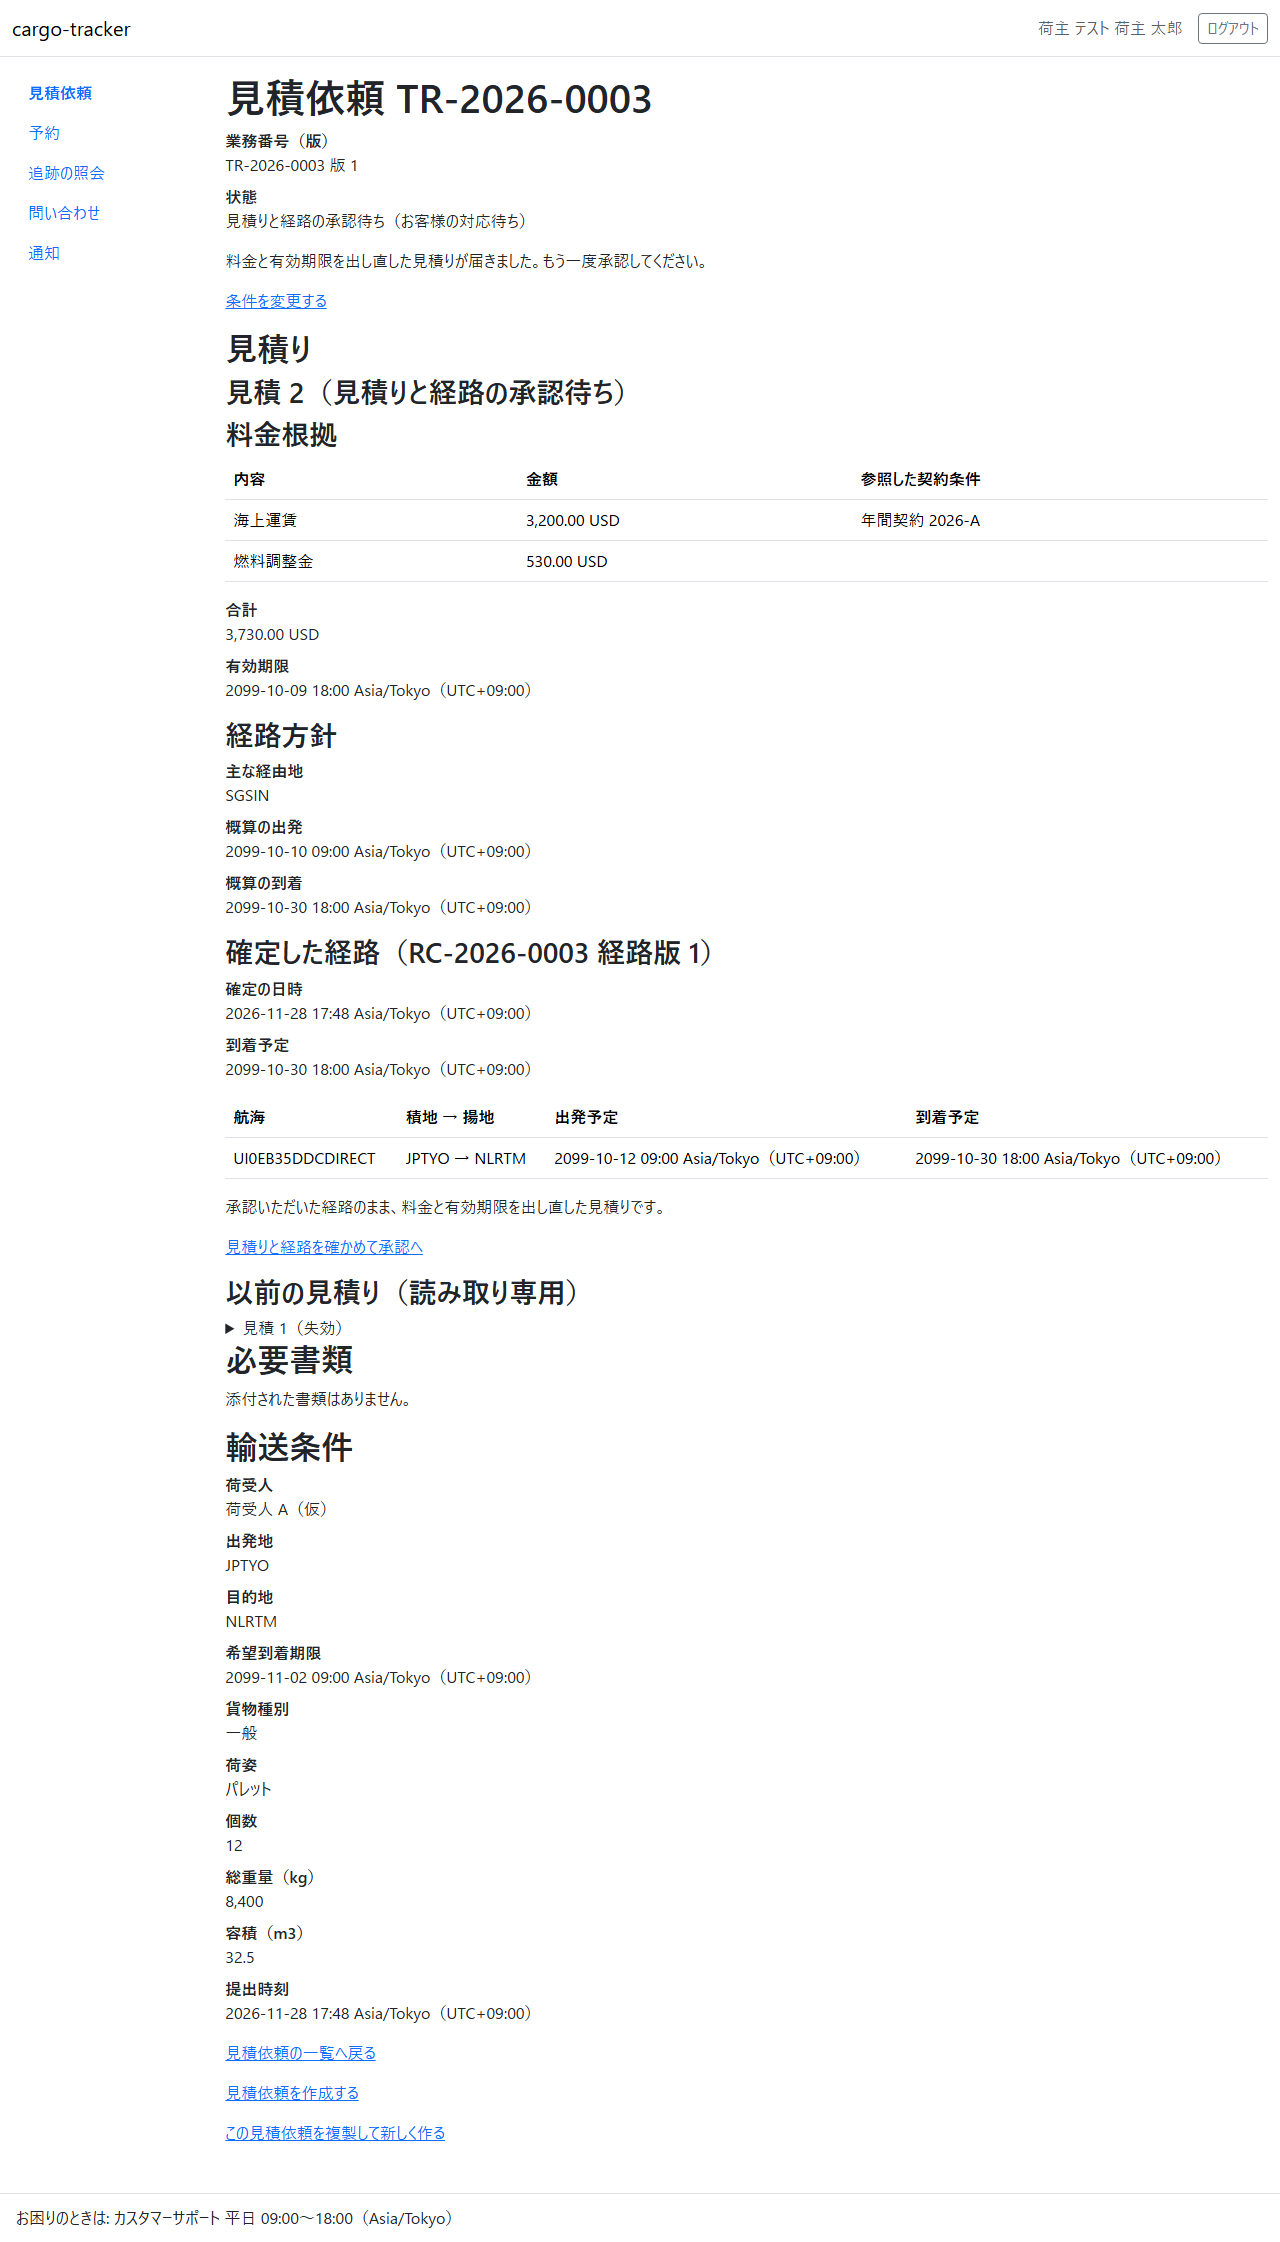 cargo-tracker
荷主 テスト 荷主 太郎
ログアウト
見積依頼
予約
追跡の照会
問い合わせ
通知
見積依頼 TR-2026-0003
業務番号（版）
TR-2026-0003 版 1
状態
見積りと経路の承認待ち（お客様の対応待ち）
料金と有効期限を出し直した見積りが届きました。もう一度承認してください。
条件を変更する
見積り
見積 2（見積りと経路の承認待ち）
料金根拠
内容 金額 参照した契約条件
海上運賃 3,200.00 USD 年間契約 2026-A
燃料調整金 530.00 USD
合計
3,730.00 USD
有効期限
2099-10-09 18:00 Asia/Tokyo（UTC+09:00）
経路方針
主な経由地
SGSIN
概算の出発
2099-10-10 09:00 Asia/Tokyo（UTC+09:00）
概算の到着
2099-10-30 18:00 Asia/Tokyo（UTC+09:00）
確定した経路（RC-2026-0003 経路版 1）
確定の日時
2026-11-28 17:48 Asia/Tokyo（UTC+09:00）
到着予定
2099-10-30 18:00 Asia/Tokyo（UTC+09:00）
航海 積地 → 揚地 出発予定 到着予定
UI0EB35DDCDIRECT JPTYO → NLRTM 2099-10-12 09:00 Asia/Tokyo（UTC+09:00） 2099-10-30 18:00 Asia/Tokyo（UTC+09:00）
承認いただいた経路のまま、料金と有効期限を出し直した見積りです。
見積りと経路を確かめて承認へ
以前の見積り（読み取り専用）
▶ 見積 1（失効）
必要書類
添付された書類はありません。
輸送条件
荷受人
荷受人 A（仮）
出発地
JPTYO
目的地
NLRTM
希望到着期限
2099-11-02 09:00 Asia/Tokyo（UTC+09:00）
貨物種別
一般
荷姿
パレット
個数
12
総重量（kg）
8,400
容積（m3）
32.5
提出時刻
2026-11-28 17:48 Asia/Tokyo（UTC+09:00）
見積依頼の一覧へ戻る
見積依頼を作成する
この見積依頼を複製して新しく作る
お困りのときは: カスタマーサポート 平日 09:00～18:00（Asia/Tokyo）